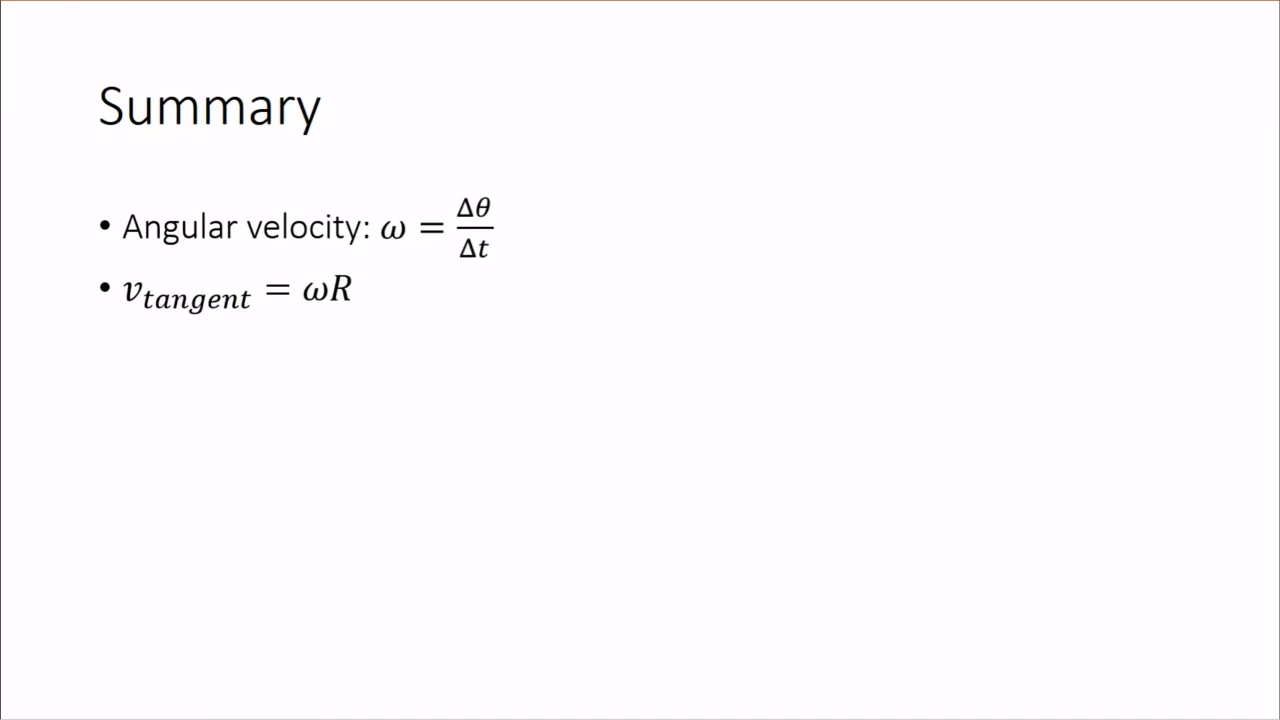 Summary
• Angular velocity: ω = Δθ/Δt
• v_tangent = ωR